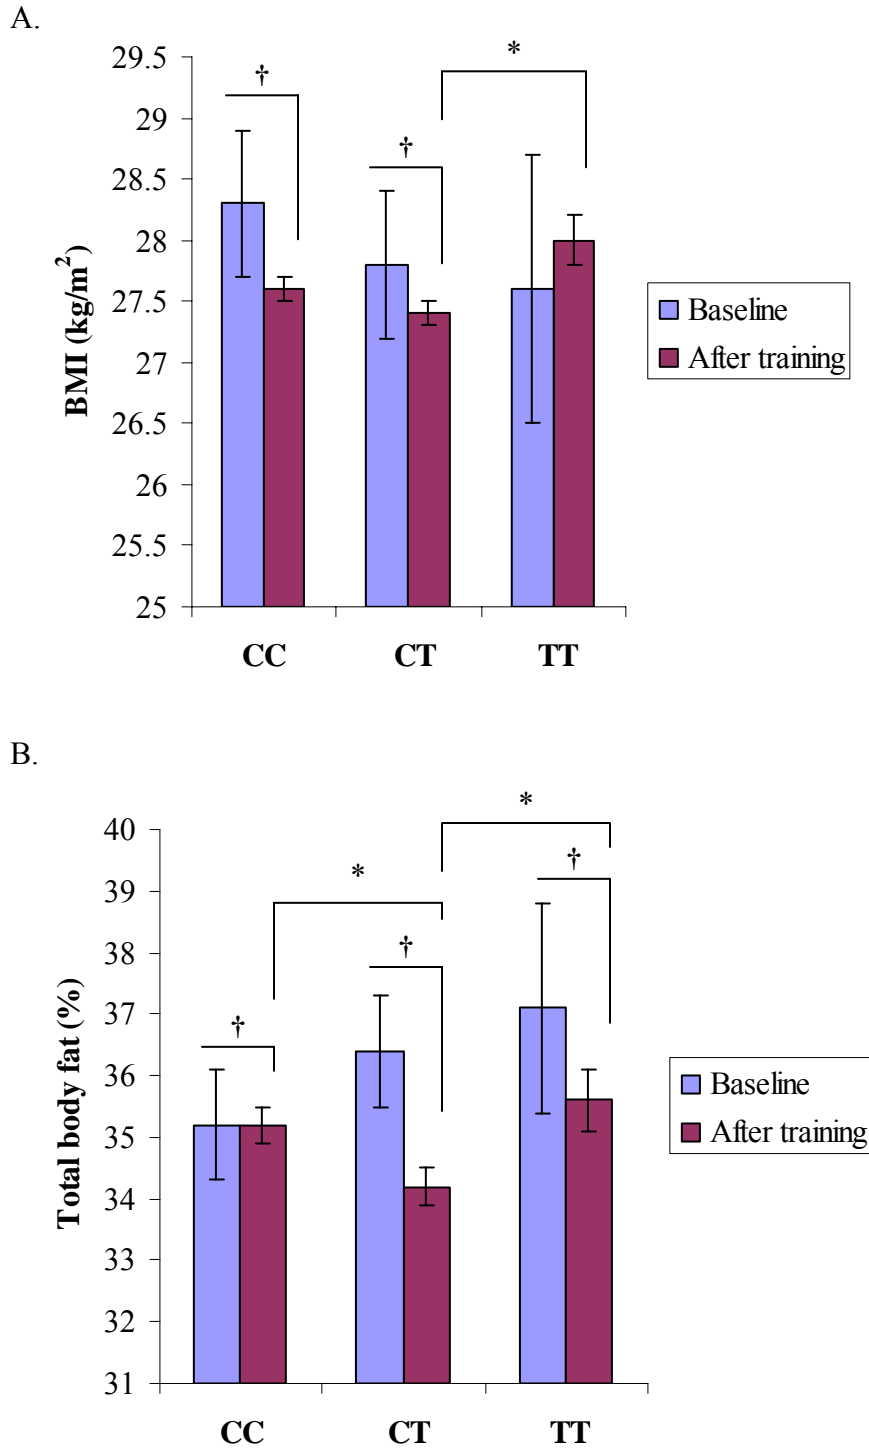 A.
*
†
†
29.5
29
28.5
28
27.5
27
26.5
26
25.5
25
BMI (kg/m²)
Baseline
After training
CC CT TT
B.
*
*
†
†
†
40
39
38
37
36
35
34
33
32
31
Total body fat (%)
Baseline
After training
CC CT TT